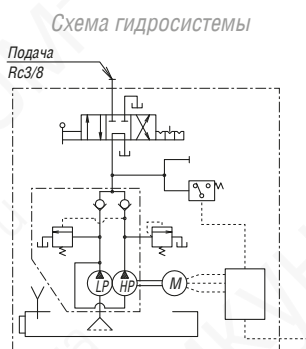 Схема гидросистемы
Подача
Rc3/8
LP
HP
M